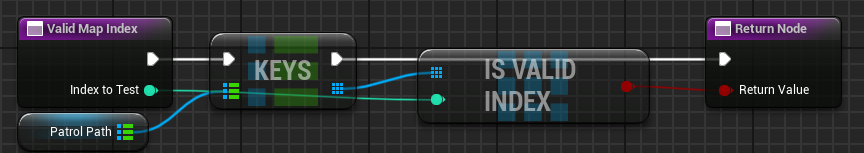 Valid Map Index
Index to Test
Patrol Path
KEYS
IS VALID
INDEX
Return Node
Return Value